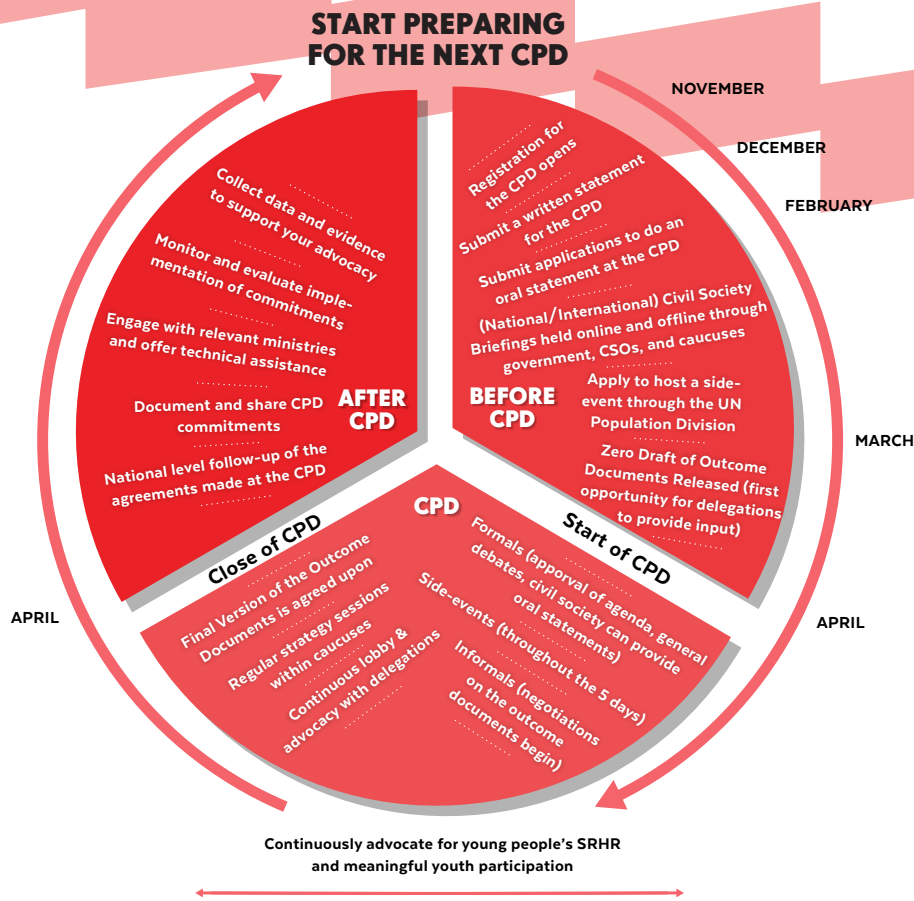 START PREPARING
FOR THE NEXT CPD
NOVEMBER
DECEMBER
FEBRUARY
MARCH
APRIL
Registration for
the CPD opens
Submit a written statement
for the CPD
Submit applications to do an
oral statement at the CPD
(National/International) Civil Society
Briefings held online and offline through
government, CSOs, and caucuses
BEFORE
CPD
Apply to host a side-
event through the UN
Population Division
Zero Draft of Outcome
Documents Released (first
opportunity for delegations
to provide input)
Start of CPD
CPD
Formals (apporval of agenda, general
debates, civil society can provide
oral statements)
Side-events (throughout the 5 days)
Informals (negotiations
on the outcome
documents begin)
Continuous lobby &
advocacy with delegations
Regular strategy sessions
within caucuses
Final Version of the Outcome
Documents is agreed upon
Close of CPD
APRIL
AFTER
CPD
National level follow-up of the
agreements made at the CPD
Document and share CPD
commitments
Engage with relevant ministries
and offer technical assistance
Monitor and evaluate imple-
mentation of commitments
Collect data and evidence
to support your advocacy
Continuously advocate for young people's SRHR
and meaningful youth participation